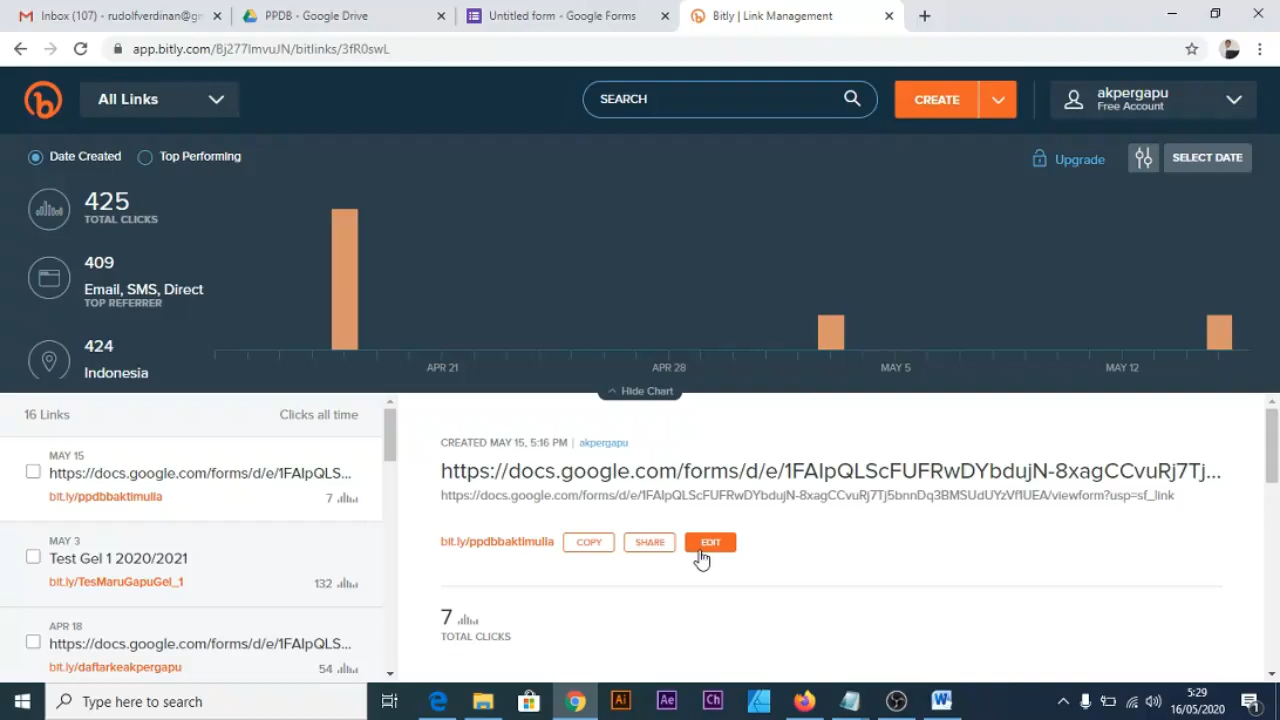 Inbox (107) - rudolfverdinan@gm
PPDB - Google Drive
Untitled form - Google Forms
Bitly | Link Management
app.bitly.com/Bj277ImvuJN/bitlinks/3fR0swL
b
All Links
SEARCH
CREATE
akpergapu
Free Account
Date Created
Top Performing
Upgrade
SELECT DATE
425
TOTAL CLICKS
409
Email, SMS, Direct
TOP REFERRER
424
Indonesia
APR 21
APR 28
MAY 5
MAY 12
Hide Chart
16 Links
Clicks all time
MAY 15
https://docs.google.com/forms/d/e/1FAIpQLS...
bit.ly/ppdbbaktimulia
7
MAY 3
Test Gel 1 2020/2021
bit.ly/TesMaruGapuGel_1
132
APR 18
https://docs.google.com/forms/d/e/1FAIpQLS...
bit.ly/daftarkeakpergapu
54
CREATED MAY 15, 5:16 PM | akpergapu
https://docs.google.com/forms/d/e/1FAIpQLScFUFRwDYbdujN-8xagCCvuRj7Tj...
https://docs.google.com/forms/d/e/1FAIpQLScFUFRwDYbdujN-8xagCCvuRj7Tj5bnnDq3BMSUdUYzVf1UEA/viewform?usp=sf_link
bit.ly/ppdbbaktimulia
COPY
SHARE
EDIT
7
TOTAL CLICKS
Type here to search
Ai
Ae
Ch
W
5:29
16/05/2020
1